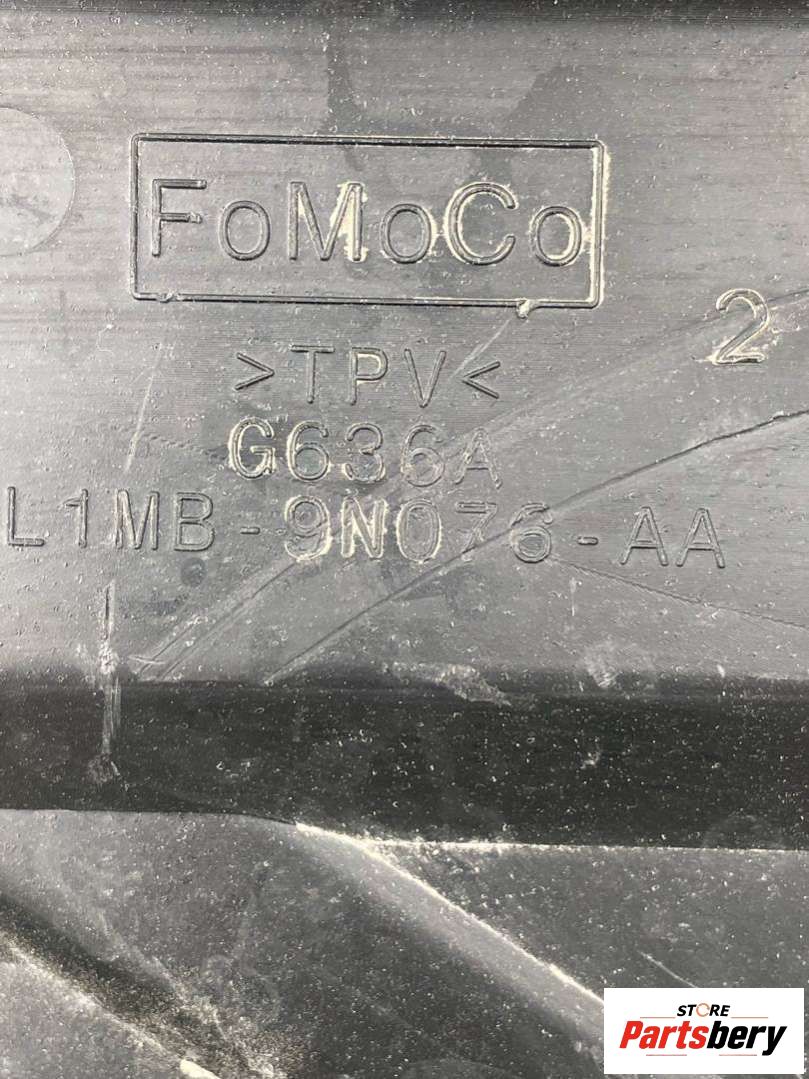 FoMoCo
2
>TPV<
G636A
L1MB-9N076-AA
STORE
Partsbery